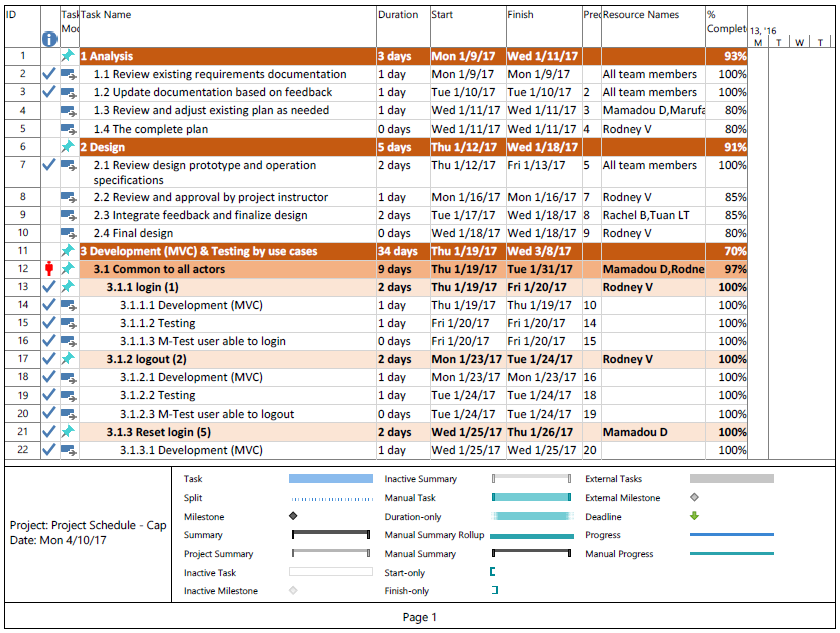 ID Task Task Name Duration Start Finish Pred Resource Names %
Mod Complet 13, '16
M T W T
1 1 Analysis 3 days Mon 1/9/17 Wed 1/11/17 93%
2 1.1 Review existing requirements documentation 1 day Mon 1/9/17 Mon 1/9/17 All team members 100%
3 1.2 Update documentation based on feedback 1 day Tue 1/10/17 Tue 1/10/17 2 All team members 100%
4 1.3 Review and adjust existing plan as needed 1 day Wed 1/11/17 Wed 1/11/17 3 Mamadou D,Marufa 80%
5 1.4 The complete plan 0 days Wed 1/11/17 Wed 1/11/17 4 Rodney V 80%
6 2 Design 5 days Thu 1/12/17 Wed 1/18/17 91%
7 2.1 Review design prototype and operation 2 days Thu 1/12/17 Fri 1/13/17 5 All team members 100%
specifications
8 2.2 Review and approval by project instructor 1 day Mon 1/16/17 Mon 1/16/17 7 Rodney V 85%
9 2.3 Integrate feedback and finalize design 2 days Tue 1/17/17 Wed 1/18/17 8 Rachel B,Tuan LT 85%
10 2.4 Final design 0 days Wed 1/18/17 Wed 1/18/17 9 Rodney V 80%
11 3 Development (MVC) & Testing by use cases 34 days Thu 1/19/17 Wed 3/8/17 70%
12 3.1 Common to all actors 9 days Thu 1/19/17 Tue 1/31/17 Mamadou D,Rodne 97%
13 3.1.1 login (1) 2 days Thu 1/19/17 Fri 1/20/17 Rodney V 100%
14 3.1.1.1 Development (MVC) 1 day Thu 1/19/17 Thu 1/19/17 10 100%
15 3.1.1.2 Testing 1 day Fri 1/20/17 Fri 1/20/17 14 100%
16 3.1.1.3 M-Test user able to login 0 days Fri 1/20/17 Fri 1/20/17 15 100%
17 3.1.2 logout (2) 2 days Mon 1/23/17 Tue 1/24/17 Rodney V 100%
18 3.1.2.1 Development (MVC) 1 day Mon 1/23/17 Mon 1/23/17 16 100%
19 3.1.2.2 Testing 1 day Tue 1/24/17 Tue 1/24/17 18 100%
20 3.1.2.3 M-Test user able to logout 0 days Tue 1/24/17 Tue 1/24/17 19 100%
21 3.1.3 Reset login (5) 2 days Wed 1/25/17 Thu 1/26/17 Mamadou D 100%
22 3.1.3.1 Development (MVC) 1 day Wed 1/25/17 Wed 1/25/17 20 100%
Project: Project Schedule - Cap
Date: Mon 4/10/17
Task
Split
Milestone
Summary
Project Summary
Inactive Task
Inactive Milestone
Inactive Summary
Manual Task
Duration-only
Manual Summary Rollup
Manual Summary
Start-only
Finish-only
External Tasks
External Milestone
Deadline
Progress
Manual Progress
Page 1